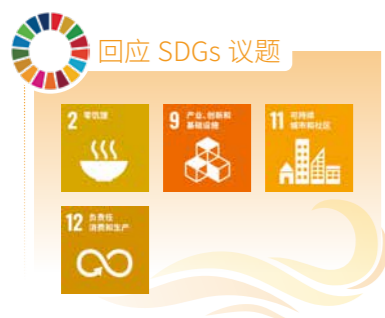 回应 SDGs 议题
2 零饥饿
9 产业、创新和
基础设施
11 可持续
城市和社区
12 负责任
消费和生产